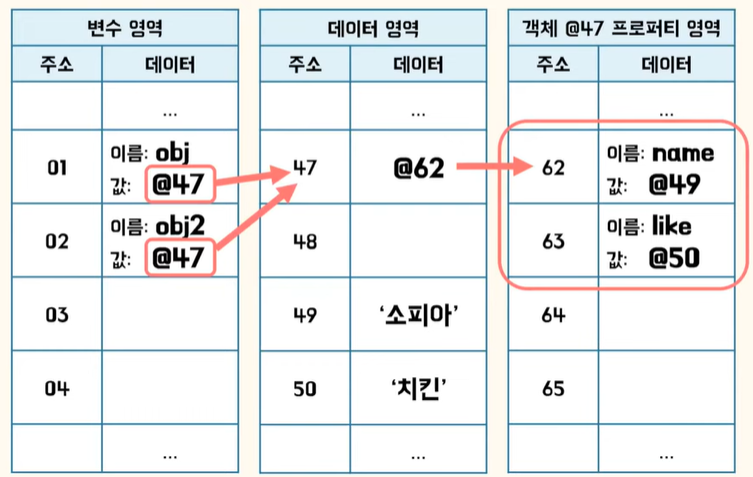 변수 영역
주소 데이터
...
01 이름: obj
값: @47
02 이름: obj2
값: @47
03
04
...
데이터 영역
주소 데이터
...
47 @62
48
49 ‘소피아’
50 ‘치킨’
...
객체 @47 프로퍼티 영역
주소 데이터
...
62 이름: name
값: @49
63 이름: like
값: @50
64
65
...